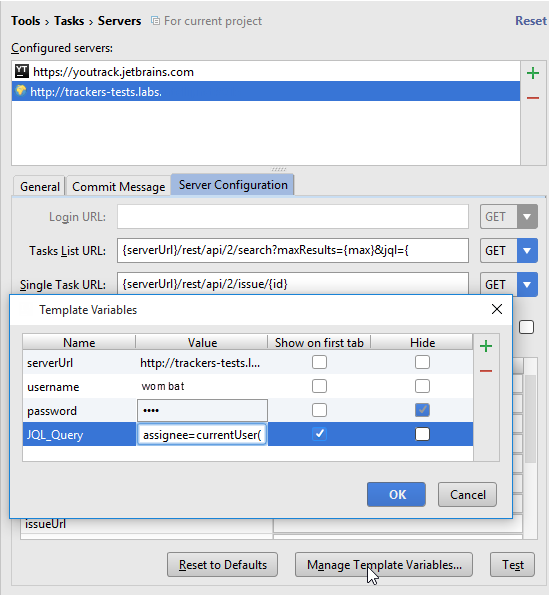 Tools › Tasks › Servers For current project Reset
Configured servers:
YT https://youtrack.jetbrains.com
http://trackers-tests.labs.
General Commit Message Server Configuration
Login URL: GET
Tasks List URL: {serverUrl}/rest/api/2/search?maxResults={max}&jql={ GET
Single Task URL: {serverUrl}/rest/api/2/issue/{id} GET
Template Variables
Name Value Show on first tab Hide
serverUrl http://trackers-tests.l...
username wombat
password ••••
JQL_Query assignee=currentUser(
OK Cancel
issueUrl
Reset to Defaults Manage Template Variables... Test